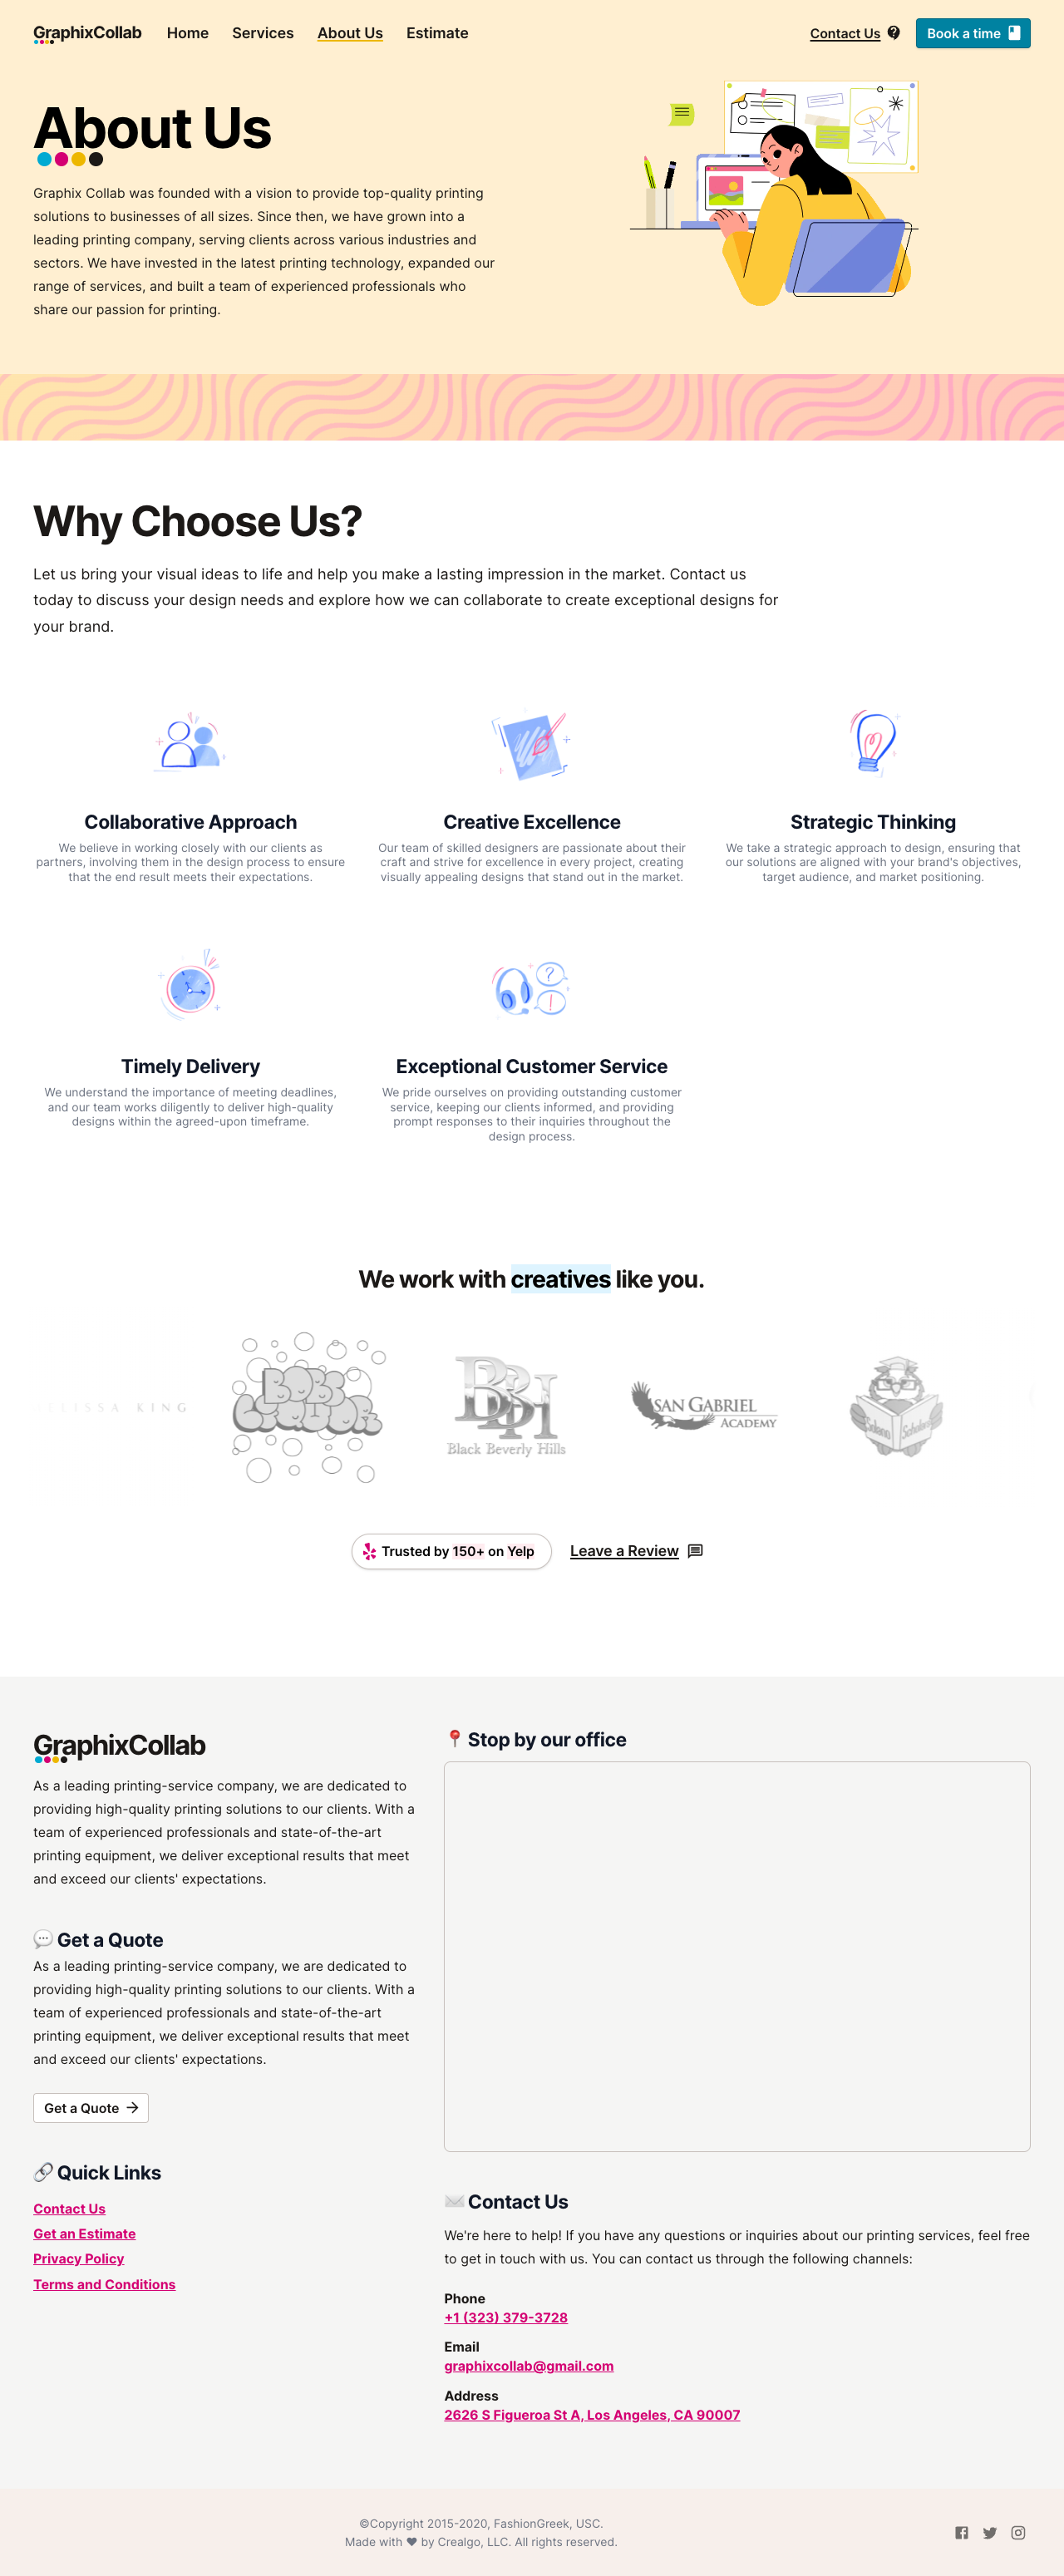 GraphixCollab
Home
Services
About Us
Estimate
Contact Us
Book a time
About Us
Graphix Collab was founded with a vision to provide top-quality printing
solutions to businesses of all sizes. Since then, we have grown into a
leading printing company, serving clients across various industries and
sectors. We have invested in the latest printing technology, expanded our
range of services, and built a team of experienced professionals who
share our passion for printing.
Why Choose Us?
Let us bring your visual ideas to life and help you make a lasting impression in the market. Contact us
today to discuss your design needs and explore how we can collaborate to create exceptional designs for
your brand.
Collaborative Approach
We believe in working closely with our clients as
partners, involving them in the design process to ensure
that the end result meets their expectations.
Creative Excellence
Our team of skilled designers are passionate about their
craft and strive for excellence in every project, creating
visually appealing designs that stand out in the market.
Strategic Thinking
We take a strategic approach to design, ensuring that
our solutions are aligned with your brand's objectives,
target audience, and market positioning.
Timely Delivery
We understand the importance of meeting deadlines,
and our team works diligently to deliver high-quality
designs within the agreed-upon timeframe.
Exceptional Customer Service
We pride ourselves on providing outstanding customer
service, keeping our clients informed, and providing
prompt responses to their inquiries throughout the
design process.
We work with creatives like you.
KING
BBH
Black Beverly Hills
SAN GABRIEL
ACADEMY
Solano Scholars
Trusted by 150+ on Yelp
Leave a Review
GraphixCollab
As a leading printing-service company, we are dedicated to
providing high-quality printing solutions to our clients. With a
team of experienced professionals and state-of-the-art
printing equipment, we deliver exceptional results that meet
and exceed our clients' expectations.
💬 Get a Quote
As a leading printing-service company, we are dedicated to
providing high-quality printing solutions to our clients. With a
team of experienced professionals and state-of-the-art
printing equipment, we deliver exceptional results that meet
and exceed our clients' expectations.
Get a Quote
🔗 Quick Links
Contact Us
Get an Estimate
Privacy Policy
Terms and Conditions
📍 Stop by our office
✉️ Contact Us
We're here to help! If you have any questions or inquiries about our printing services, feel free
to get in touch with us. You can contact us through the following channels:
Phone
+1 (323) 379-3728
Email
graphixcollab@gmail.com
Address
2626 S Figueroa St A, Los Angeles, CA 90007
©Copyright 2015-2020, FashionGreek, USC.
Made with ♥ by Crealgo, LLC. All rights reserved.